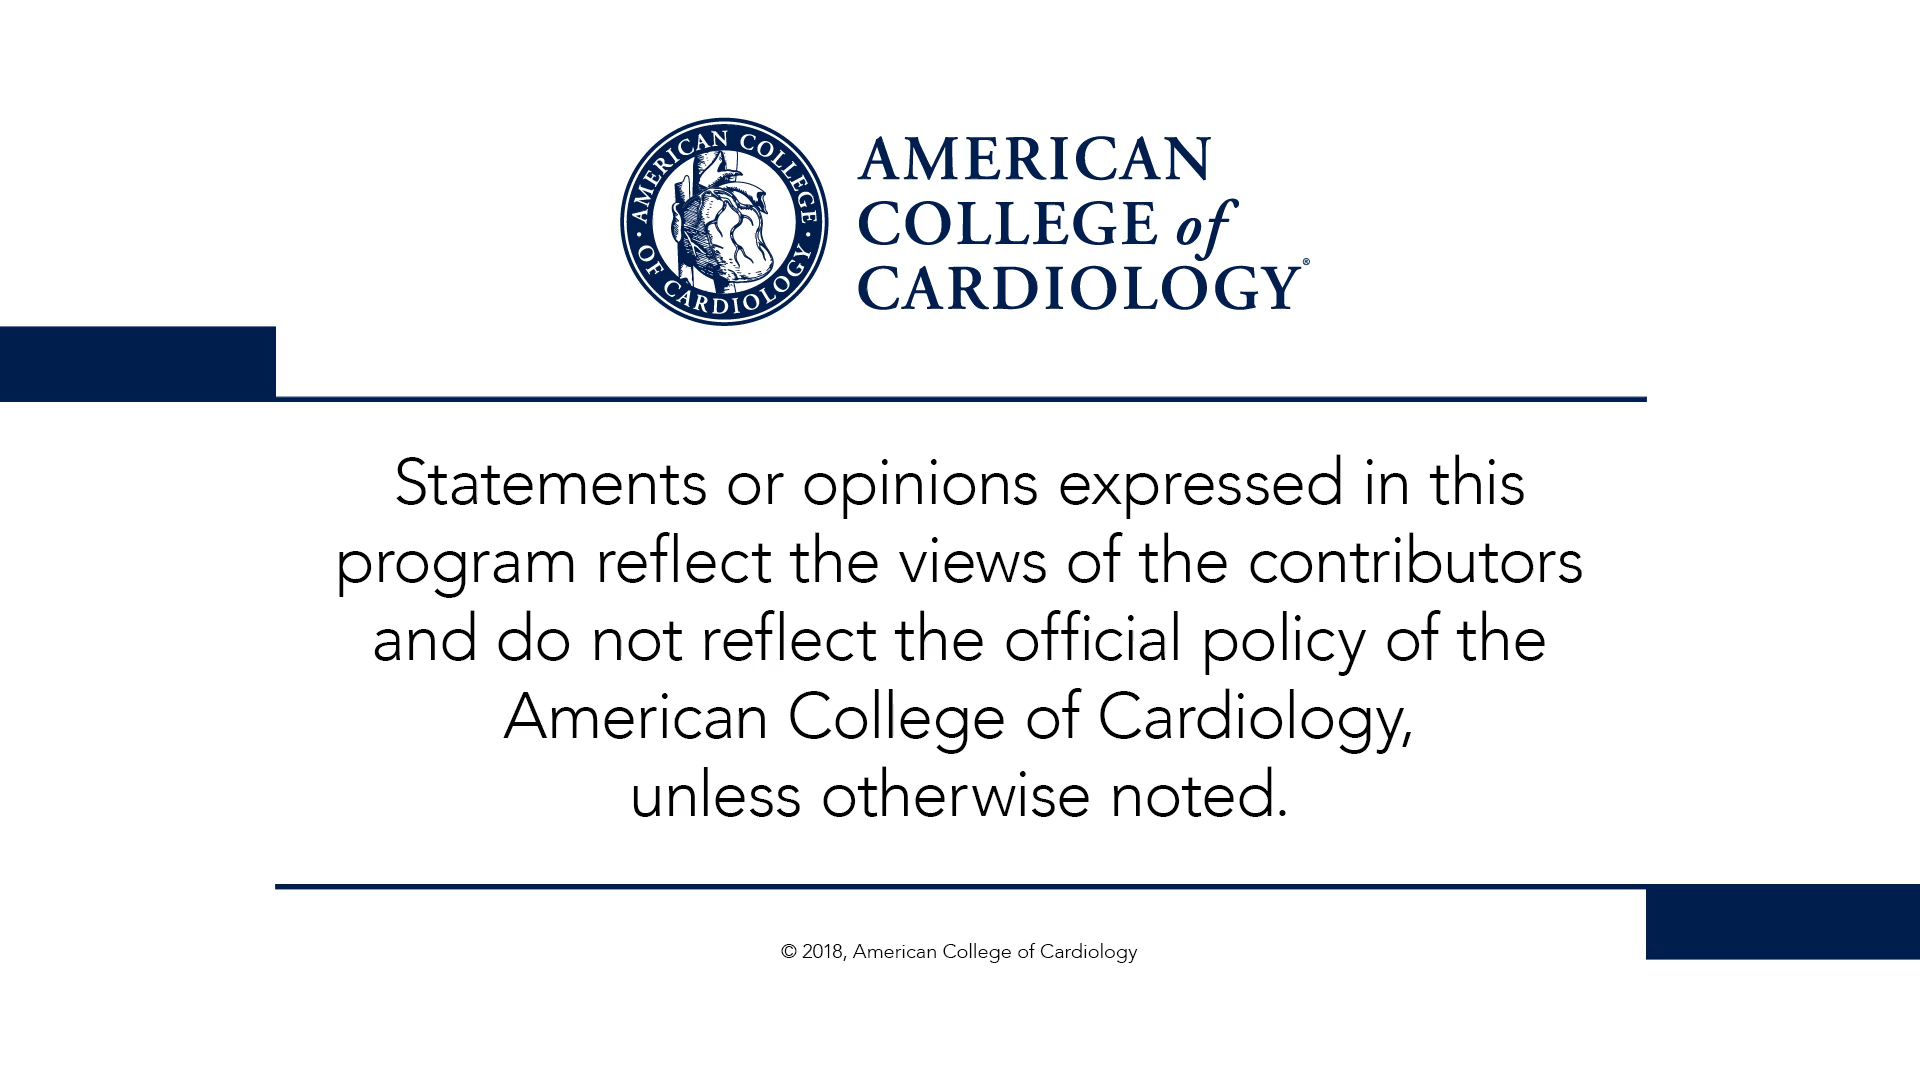 AMERICAN COLLEGE
· OF CARDIOLOGY ·
AMERICAN
COLLEGE of
CARDIOLOGY®
Statements or opinions expressed in this
program reflect the views of the contributors
and do not reflect the official policy of the
American College of Cardiology,
unless otherwise noted.
© 2018, American College of Cardiology